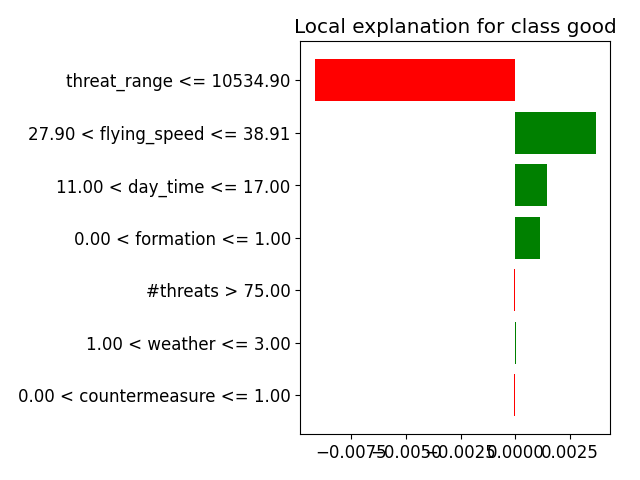 Local explanation for class good
threat_range <= 10534.90
27.90 < flying_speed <= 38.91
11.00 < day_time <= 17.00
0.00 < formation <= 1.00
#threats > 75.00
1.00 < weather <= 3.00
0.00 < countermeasure <= 1.00
−0.0075 −0.0050 −0.0025 0.0000 0.0025